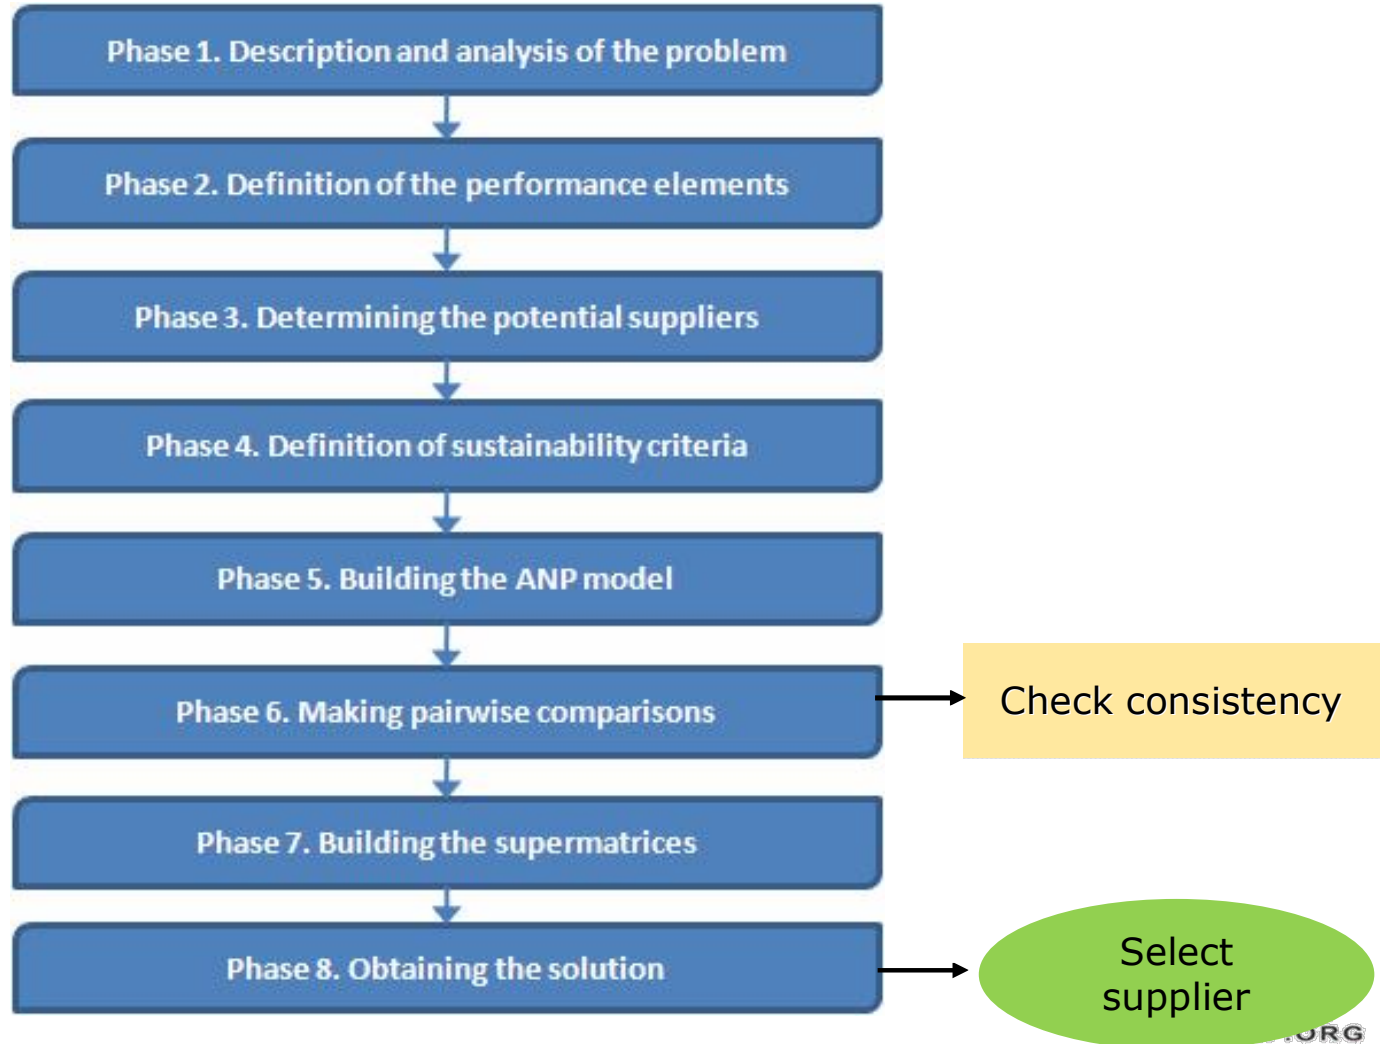 Phase 1. Description and analysis of the problem
Phase 2. Definition of the performance elements
Phase 3. Determining the potential suppliers
Phase 4. Definition of sustainability criteria
Phase 5. Building the ANP model
Phase 6. Making pairwise comparisons
Check consistency
Phase 7. Building the supermatrices
Phase 8. Obtaining the solution
Select
supplier
.ORG